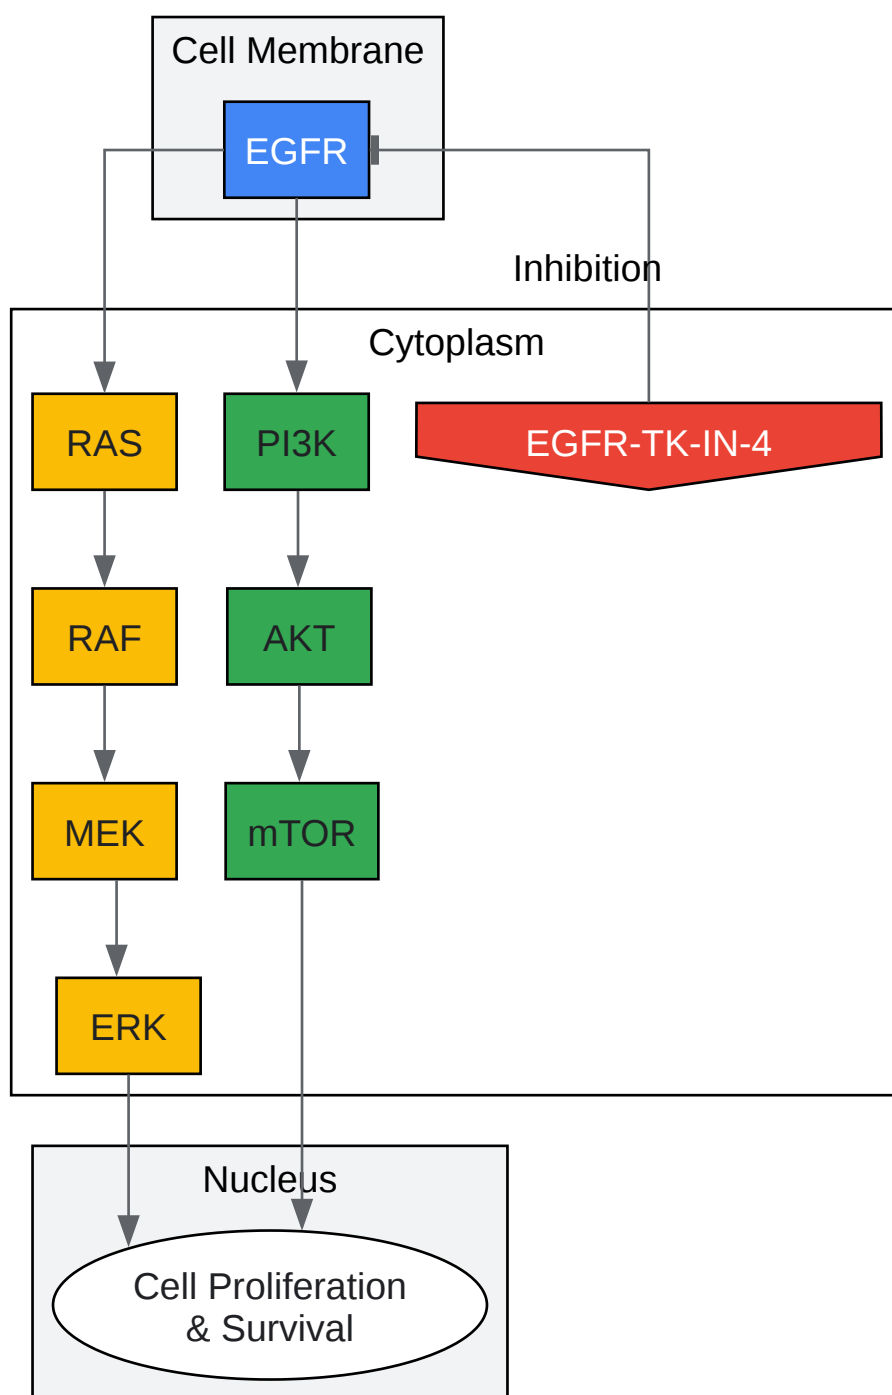 Cell Membrane
EGFR
Inhibition
Cytoplasm
RAS
PI3K
EGFR-TK-IN-4
RAF
AKT
MEK
mTOR
ERK
Nucleus
Cell Proliferation
& Survival